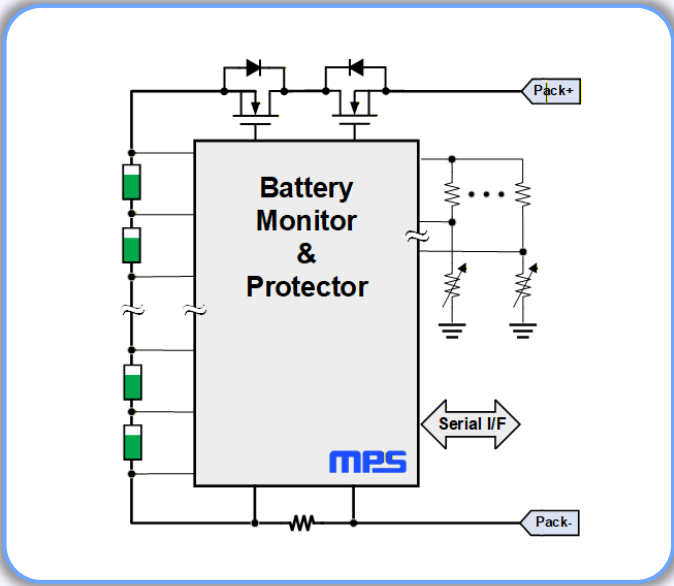 Pack+
Battery
Monitor
&
Protector
Serial I/F
mps
Pack-